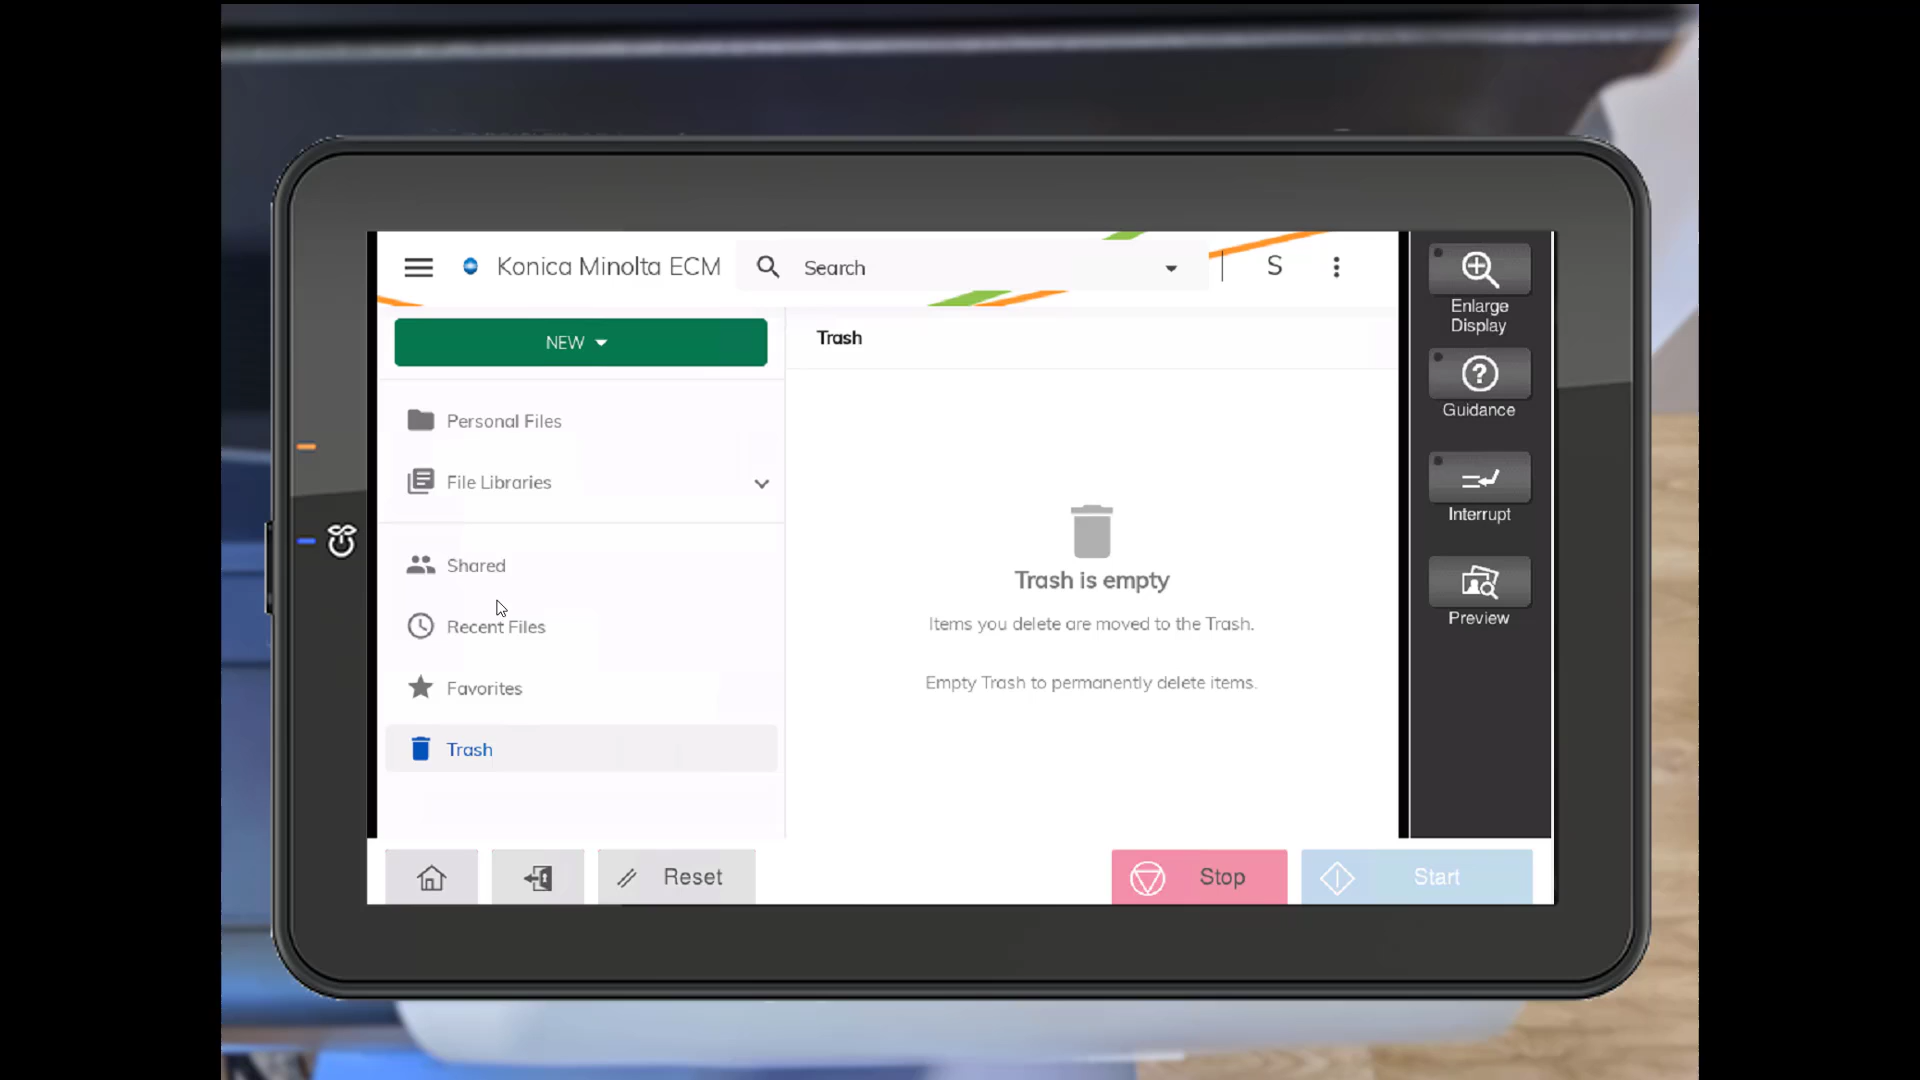 Konica Minolta ECM
Search
S
NEW
Personal Files
File Libraries
Shared
Recent Files
Favorites
Trash
Trash
Trash is empty
Items you delete are moved to the Trash.
Empty Trash to permanently delete items.
Enlarge
Display
Guidance
Interrupt
Preview
Reset
Stop
Start